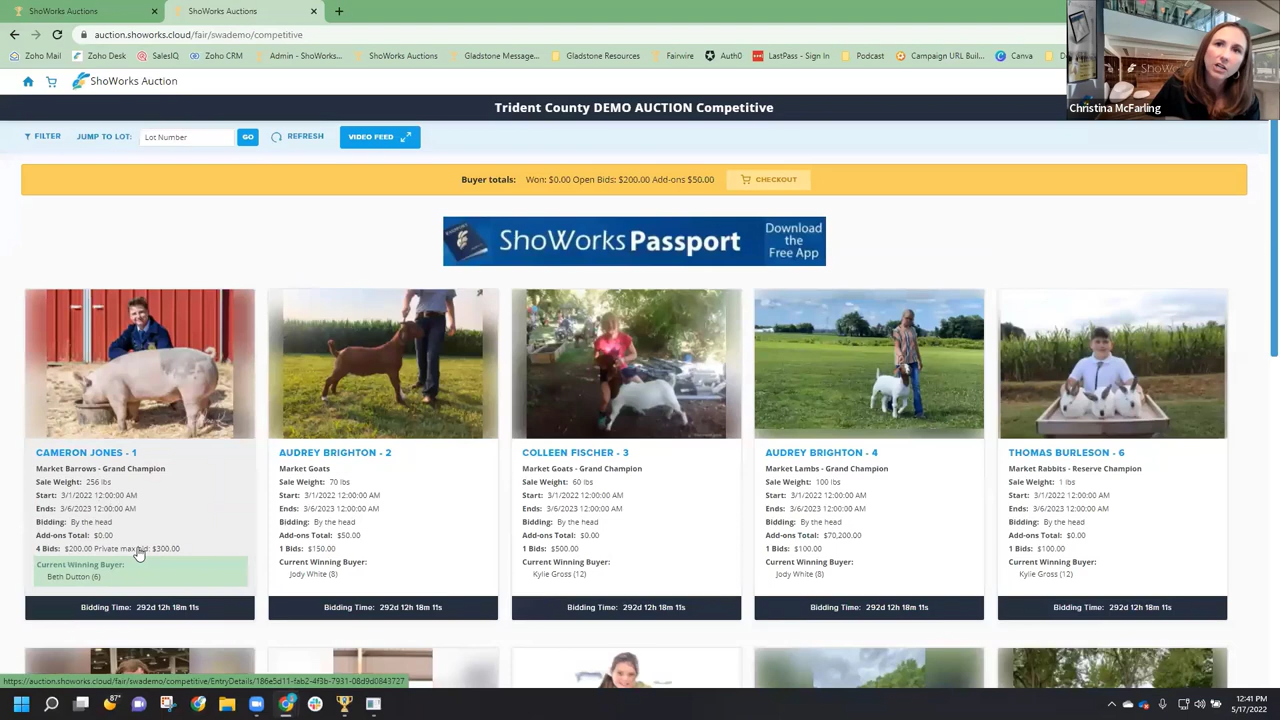 ShoWorks Auction
ShoWorks Auction
auction.showorks.cloud/fair/swademo/competitive
Zoho Mail
Zoho Desk
SalesIQ
Zoho CRM
Admin - ShoWorks...
ShoWorks Auctions
Gladstone Message...
Gladstone Resources
Fairwire
Auth0
LastPass - Sign In
Podcast
Campaign URL Buil...
Canva
Christina McFarling
ShoWorks Auction
Trident County DEMO AUCTION Competitive
FILTER
JUMP TO LOT:
Lot Number
GO
REFRESH
VIDEO FEED
Buyer totals: Won: $0.00 Open Bids: $200.00 Add-ons $50.00
CHECKOUT
ShoWorks Passport
Download
the
Free App
CAMERON JONES - 1
Market Barrows - Grand Champion
Sale Weight: 256 lbs
Start: 3/1/2022 12:00:00 AM
Ends: 3/6/2023 12:00:00 AM
Bidding: By the head
Add-ons Total: $0.00
4 Bids: $200.00 Private max bid: $300.00
Current Winning Buyer:
Beth Dutton (6)
Bidding Time: 292d 12h 18m 11s
AUDREY BRIGHTON - 2
Market Goats
Sale Weight: 70 lbs
Start: 3/1/2022 12:00:00 AM
Ends: 3/6/2023 12:00:00 AM
Bidding: By the head
Add-ons Total: $50.00
1 Bids: $150.00
Current Winning Buyer:
Jody White (8)
Bidding Time: 292d 12h 18m 11s
COLLEEN FISCHER - 3
Market Goats - Grand Champion
Sale Weight: 60 lbs
Start: 3/1/2022 12:00:00 AM
Ends: 3/6/2023 12:00:00 AM
Bidding: By the head
Add-ons Total: $0.00
1 Bids: $500.00
Current Winning Buyer:
Kylie Gross (12)
Bidding Time: 292d 12h 18m 11s
AUDREY BRIGHTON - 4
Market Lambs - Grand Champion
Sale Weight: 100 lbs
Start: 3/1/2022 12:00:00 AM
Ends: 3/6/2023 12:00:00 AM
Bidding: By the head
Add-ons Total: $70,200.00
1 Bids: $100.00
Current Winning Buyer:
Jody White (8)
Bidding Time: 292d 12h 18m 11s
THOMAS BURLESON - 6
Market Rabbits - Reserve Champion
Sale Weight: 1 lbs
Start: 3/1/2022 12:00:00 AM
Ends: 3/6/2023 12:00:00 AM
Bidding: By the head
Add-ons Total: $0.00
1 Bids: $100.00
Current Winning Buyer:
Kylie Gross (12)
Bidding Time: 292d 12h 18m 11s
https://auction.showorks.cloud/fair/swademo/competitive/EntryDetails/186e5d11-fab2-4f3b-7931-08d9d0843727
87°
12:41 PM
5/17/2022